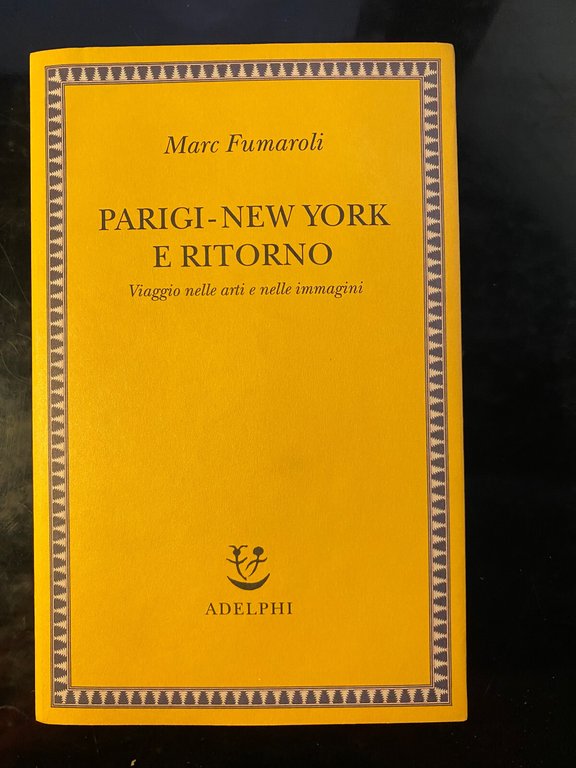 Marc Fumaroli
PARIGI-NEW YORK
E RITORNO
Viaggio nelle arti e nelle immagini
ADELPHI